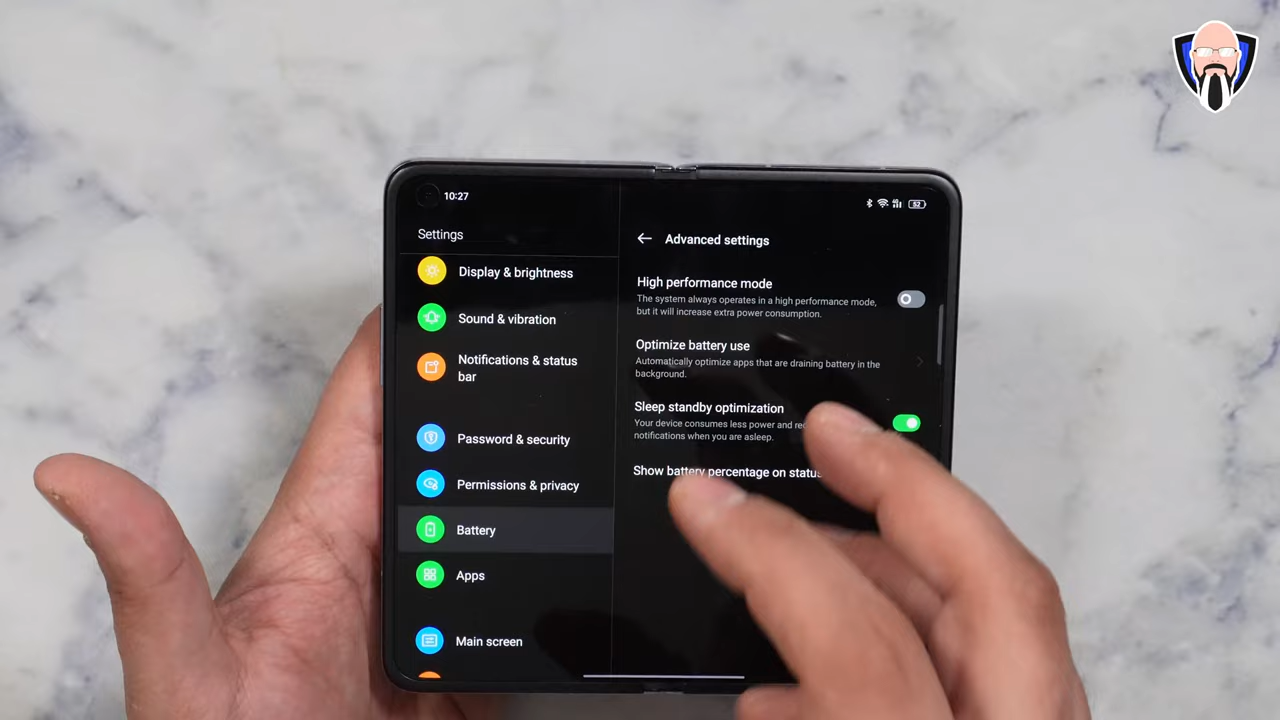 10:27
52
Settings
Display & brightness
Sound & vibration
Notifications & status
bar
Password & security
Permissions & privacy
Battery
Apps
Main screen
Advanced settings
High performance mode
The system always operates in a high performance mode,
but it will increase extra power consumption.
Optimize battery use
Automatically optimize apps that are draining battery in the
background.
Sleep standby optimization
Your device consumes less power and
notifications when you are asleep.
Show battery percentage on status